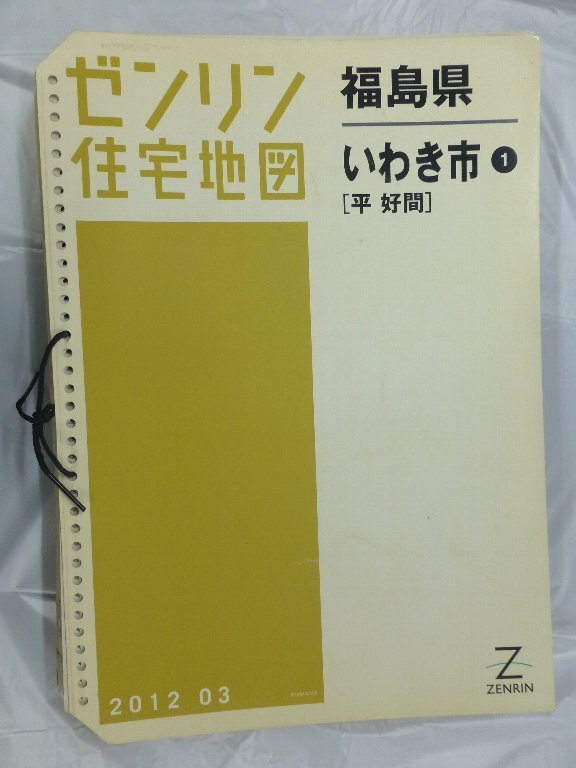 ゼンリン
住宅地図
福島県
いわき市 ❶
[平 好間]
2012 03
ZENRIN